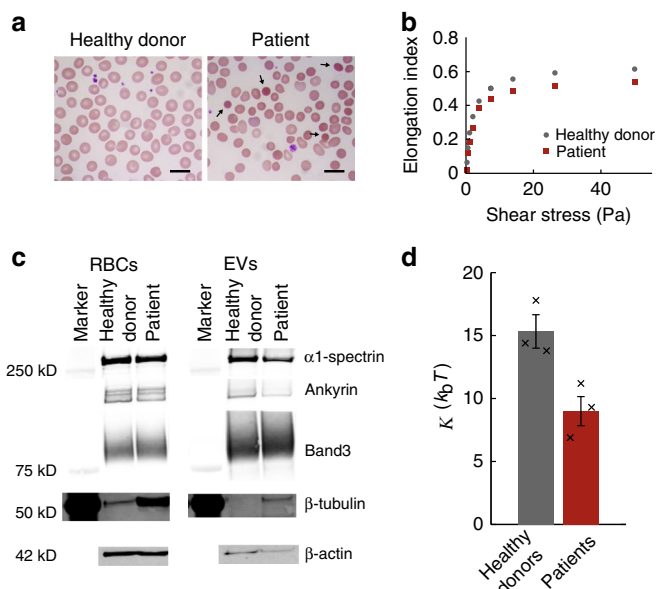 a
Healthy donor
Patient
b
Elongation index
0.8
0.6
0.4
0.2
0
0
20
40
Healthy donor
Patient
Shear stress (Pa)
c
RBCs
EVs
Marker
Healthy
donor
Patient
Marker
Healthy
donor
Patient
250 kD
75 kD
50 kD
42 kD
α1-spectrin
Ankyrin
Band3
β-tubulin
β-actin
d
K (kbT)
20
15
10
5
0
Healthy
donors
Patients